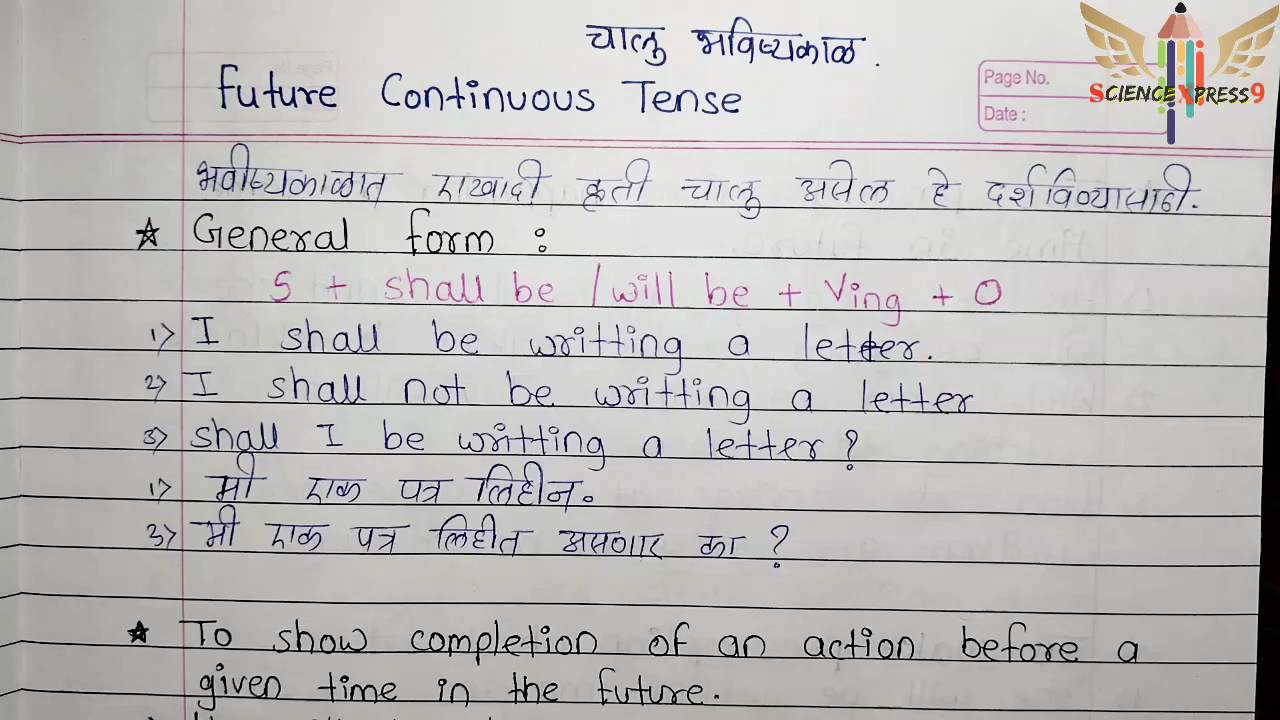 चालु भविष्यकाळ.
Future Continuous Tense
Page No.
Date :
SCIENCEXPRESS9
भवीष्यकाळात एखादी कृती चालु असेल हे दर्शविण्यासाठी.
☆ General form :
S + shall be / will be + Ving + O
1) I shall be writting a letter.
2) I shall not be writting a letter
3) shall I be writting a letter ?
1) मी एक पत्र लिहीन.
3) मी एक पत्र लिहीत असणार का ?
★ To show completion of an action before a
given time in the future.